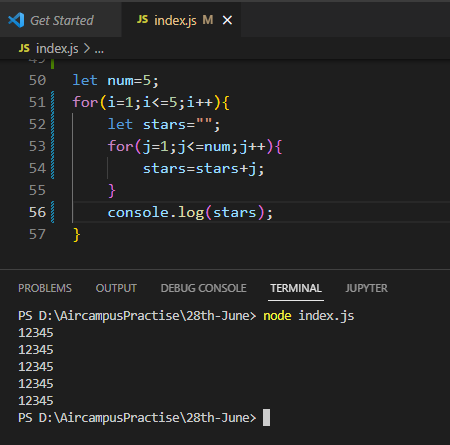 Get Started JS index.js M ×
JS index.js > ...
49
50 let num=5;
51 for(i=1;i<=5;i++){
52 let stars="";
53 for(j=1;j<=num;j++){
54 stars=stars+j;
55 }
56 console.log(stars);
57 }
PROBLEMS OUTPUT DEBUG CONSOLE TERMINAL JUPYTER
PS D:\AircampusPractise\28th-June> node index.js
12345
12345
12345
12345
12345
PS D:\AircampusPractise\28th-June>